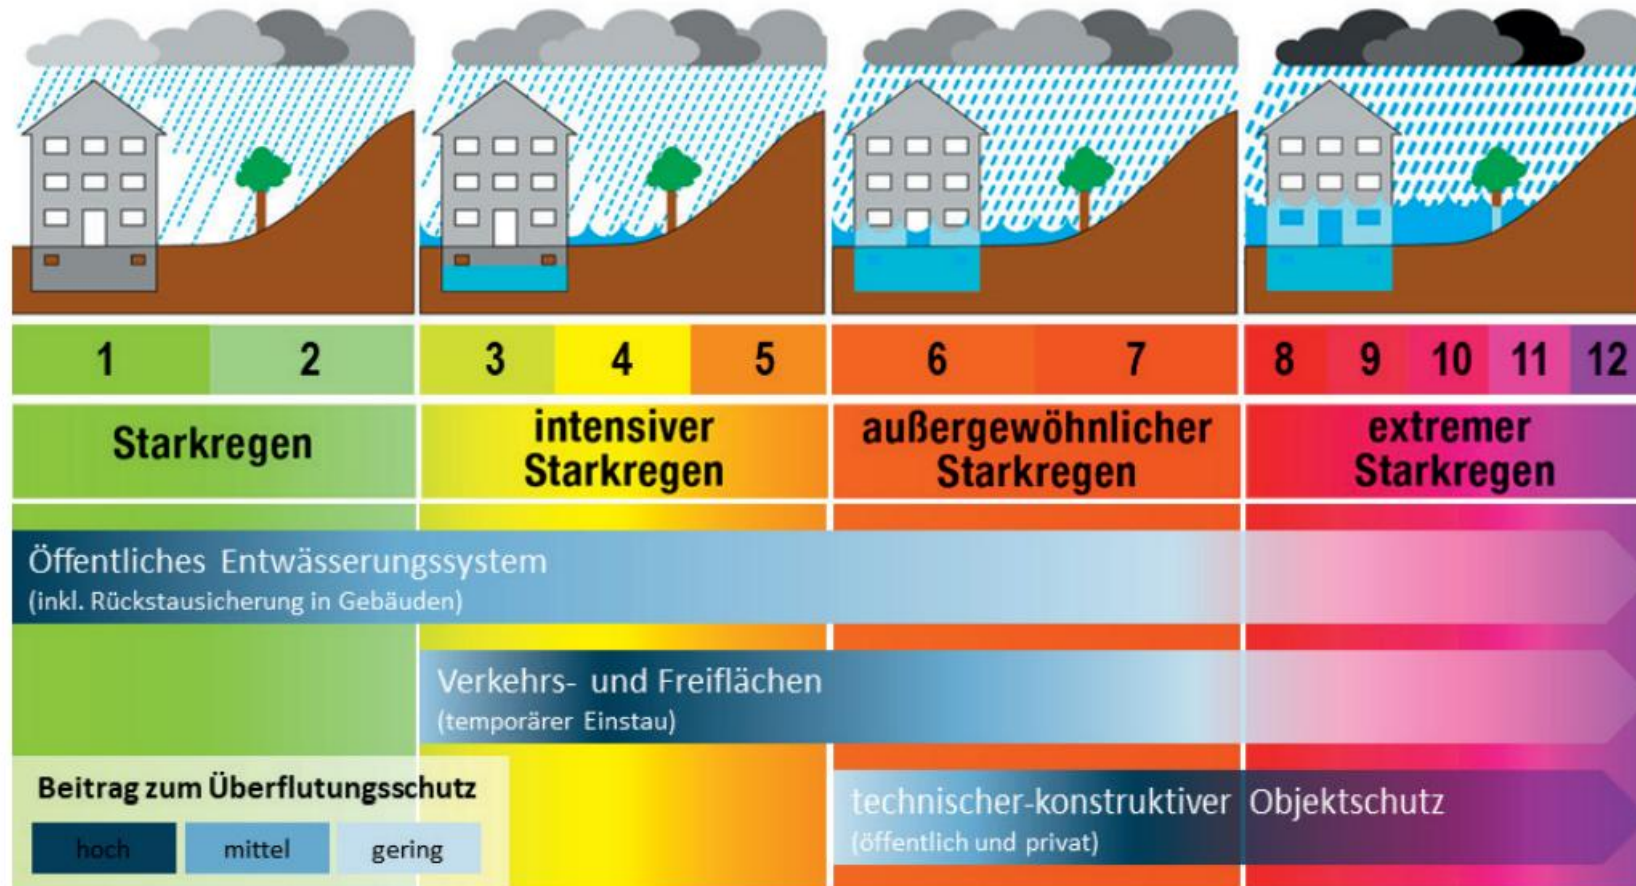 1 2 3 4 5 6 7 8 9 10 11 12
Starkregen
intensiver
Starkregen
außergewöhnlicher
Starkregen
extremer
Starkregen
Öffentliches Entwässerungssystem
(inkl. Rückstausicherung in Gebäuden)
Verkehrs- und Freiflächen
(temporärer Einstau)
technischer-konstruktiver Objektschutz
(öffentlich und privat)
Beitrag zum Überflutungsschutz
hoch mittel gering